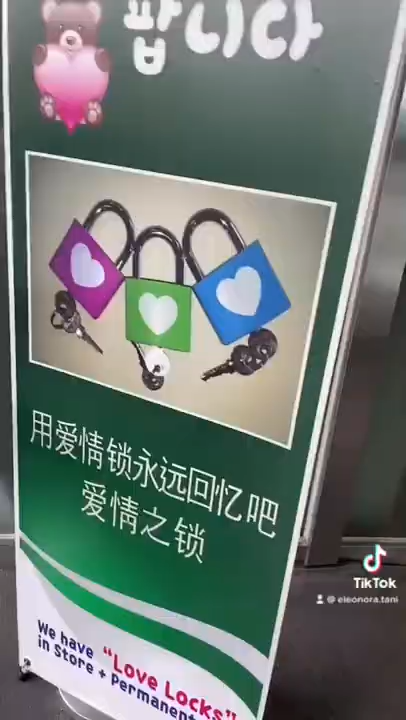 팝니다
用爱情锁永远回忆吧
爱情之锁
We have "Love Locks"
in Store + Permanent
TikTok
@ eleonora.tani